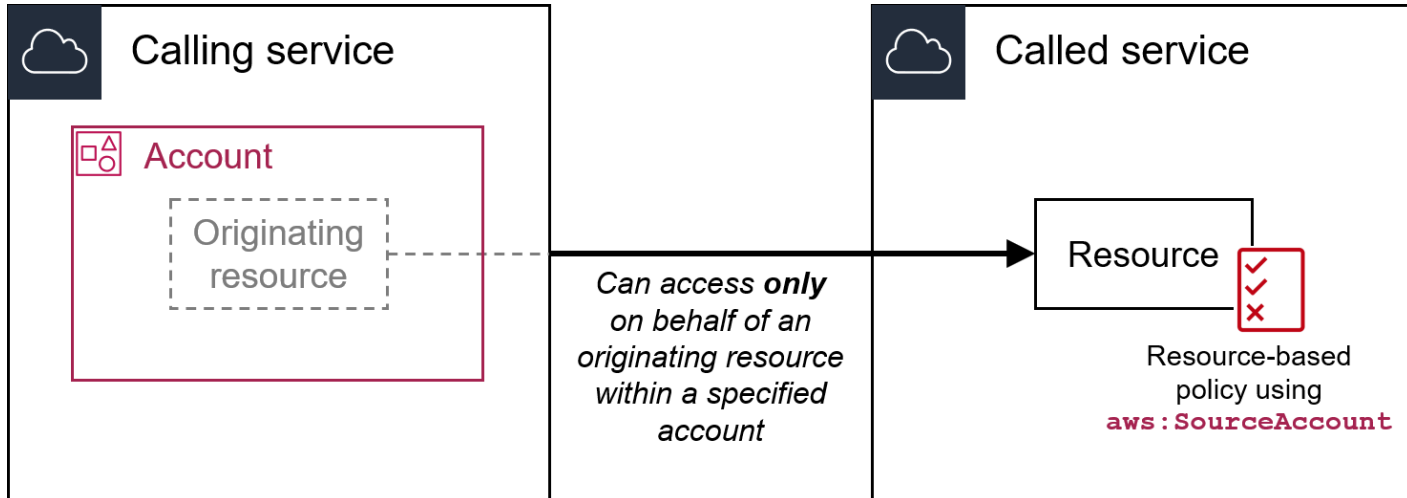 Calling service
Account
Originating
resource
Can access only
on behalf of an
originating resource
within a specified
account
Called service
Resource
Resource-based
policy using
aws:SourceAccount